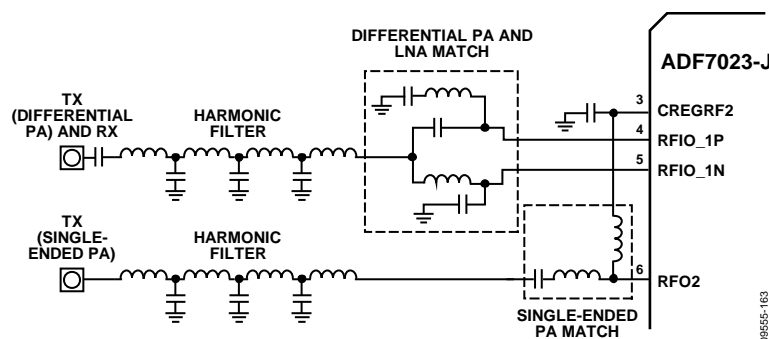 DIFFERENTIAL PA AND
LNA MATCH
ADF7023-J
TX
(DIFFERENTIAL
PA) AND RX
HARMONIC
FILTER
3
CREGRF2
4
RFIO_1P
5
RFIO_1N
TX
(SINGLE-
ENDED PA)
HARMONIC
FILTER
6
RFO2
SINGLE-ENDED
PA MATCH
09555-163